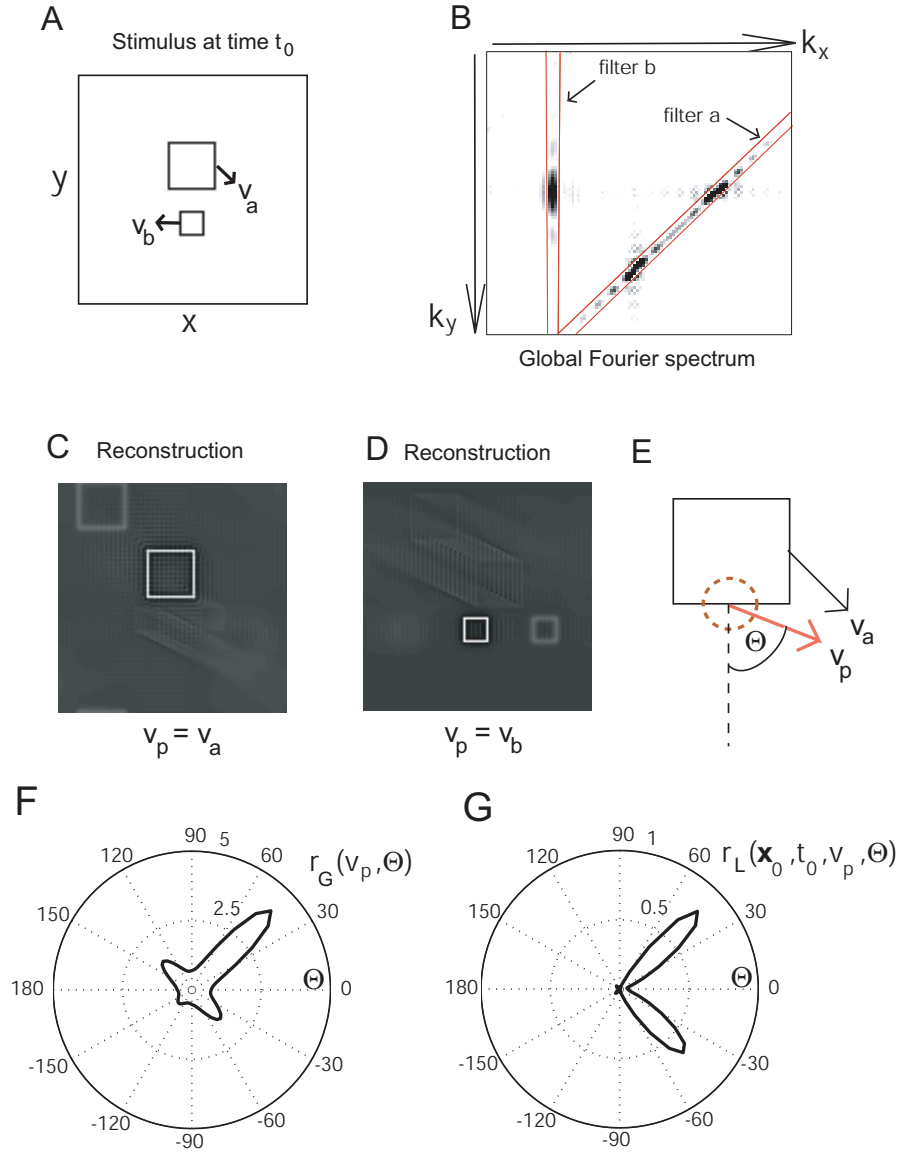 A
Stimulus at time t0
y
va
vb
x
B
kx
filter b
filter a
ky
Global Fourier spectrum
C Reconstruction
vp = va
D Reconstruction
vp = vb
E
Θ
va
vp
F
rG(vp,Θ)
90
5
60
120
2.5
30
150
Θ
180
0
-150
-30
-120
-60
-90
G
rL(x0,t0,vp,Θ)
90
1
60
120
0.5
30
150
Θ
180
0
-150
-30
-120
-60
-90